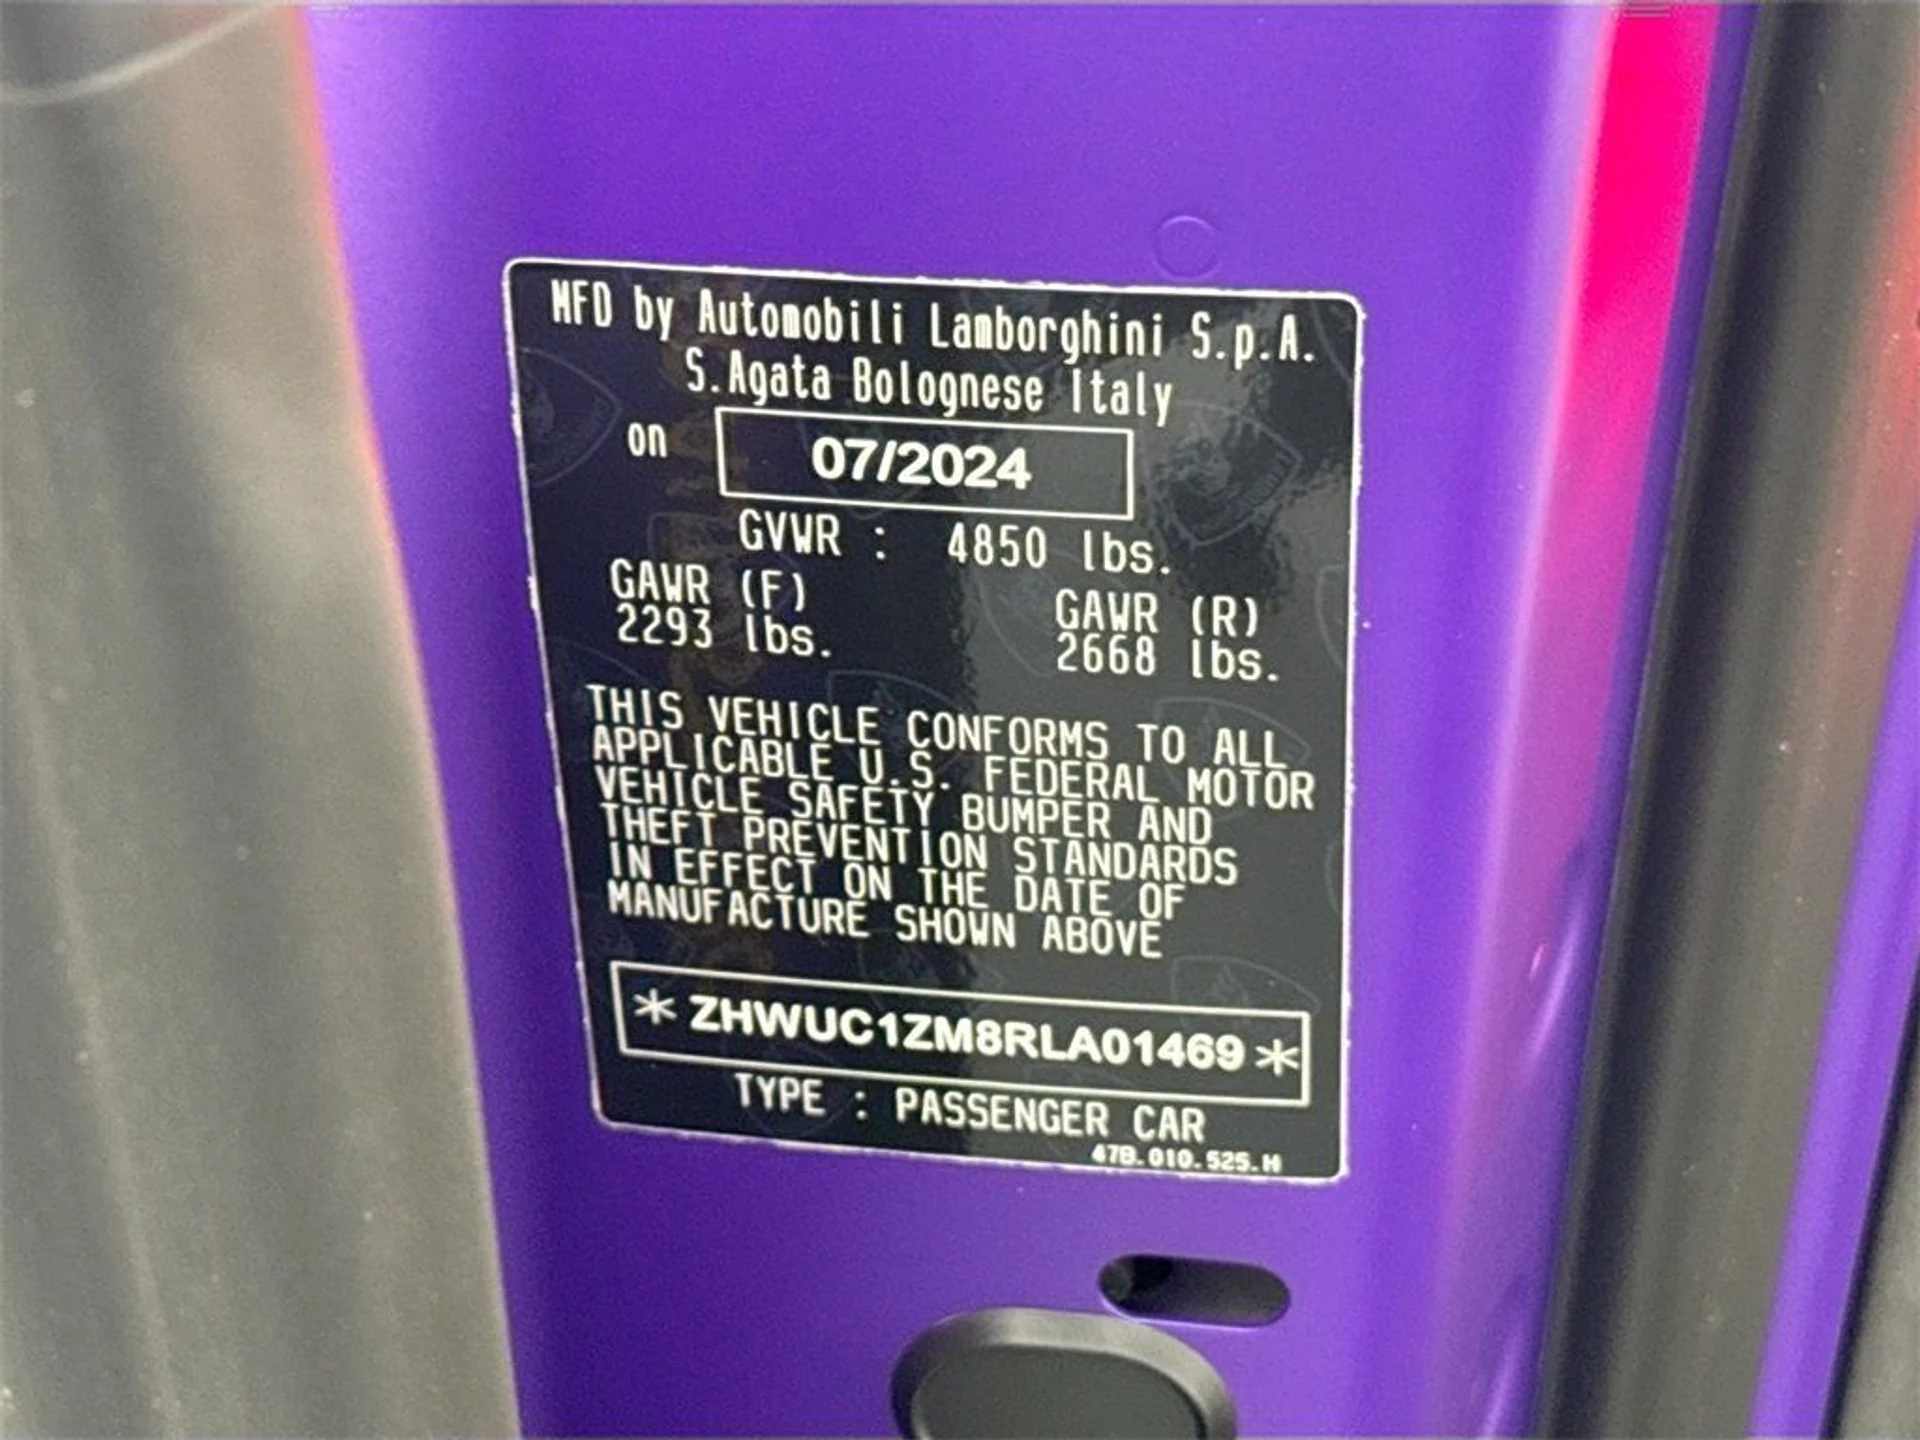 MFD by Automobili Lamborghini S.p.A.
S.Agata Bolognese Italy
on 07/2024
GVWR : 4850 lbs.
GAWR (F) GAWR (R)
2293 lbs. 2668 lbs.
THIS VEHICLE CONFORMS TO ALL
APPLICABLE U.S. FEDERAL MOTOR
VEHICLE SAFETY BUMPER AND
THEFT PREVENTION STANDARDS
IN EFFECT ON THE DATE OF
MANUFACTURE SHOWN ABOVE
* ZHWUC1ZM8RLA01469 *
TYPE : PASSENGER CAR
47B.010.525.H